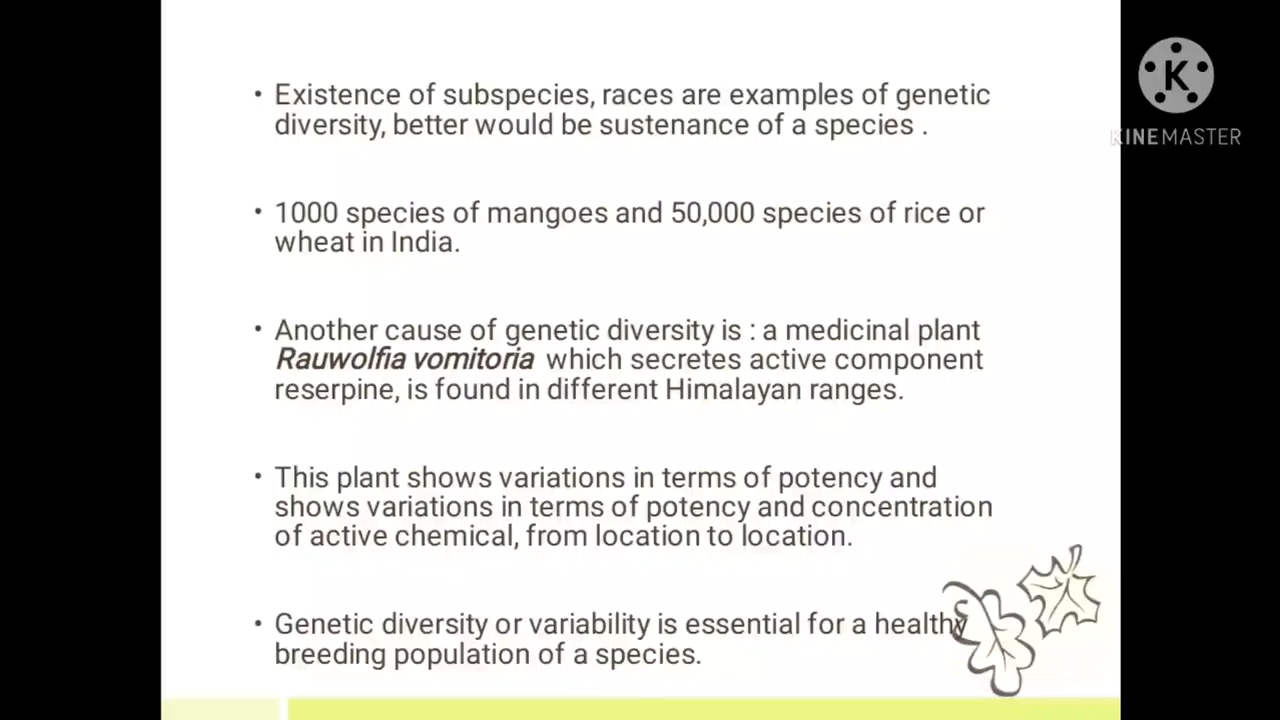 • Existence of subspecies, races are examples of genetic
diversity, better would be sustenance of a species .
• 1000 species of mangoes and 50,000 species of rice or
wheat in India.
• Another cause of genetic diversity is : a medicinal plant
Rauwolfia vomitoria which secretes active component
reserpine, is found in different Himalayan ranges.
• This plant shows variations in terms of potency and
shows variations in terms of potency and concentration
of active chemical, from location to location.
• Genetic diversity or variability is essential for a healthy
breeding population of a species.
K
KINEMASTER